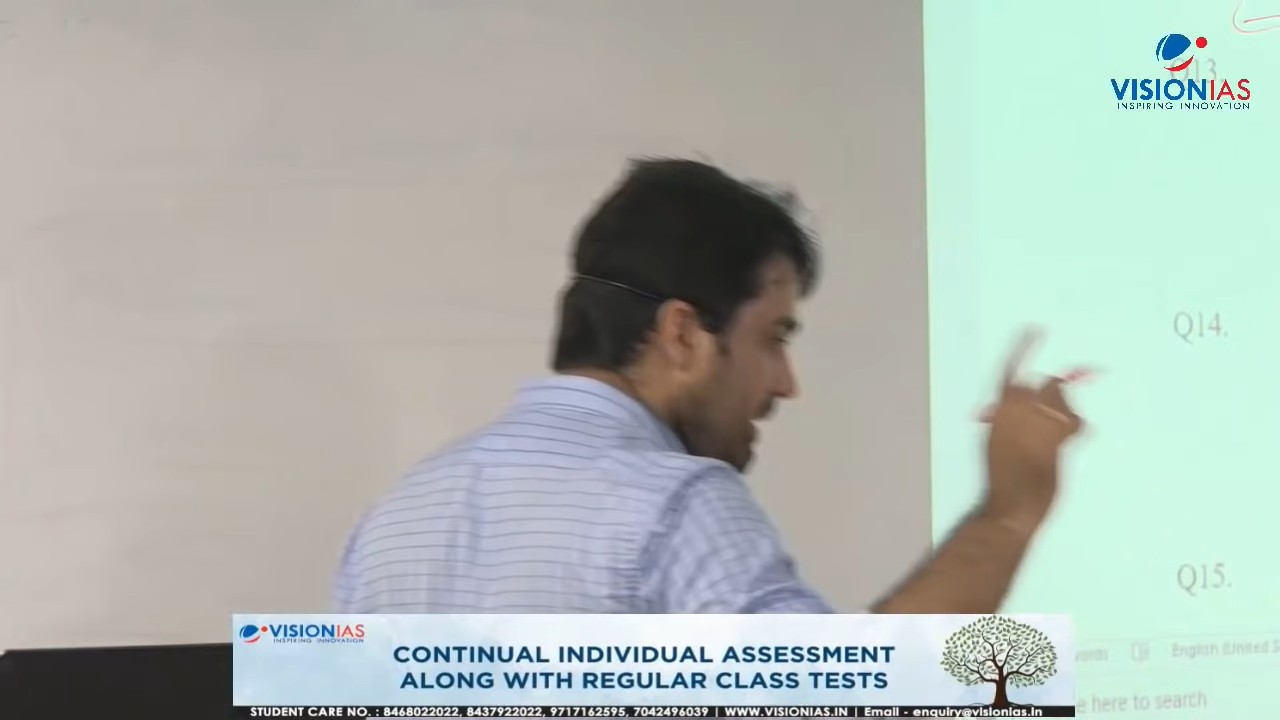 VISIONIAS
INSPIRING INNOVATION
Q13.
Q14.
Q15.
English (United S
e here to search
VISIONIAS
INSPIRING INNOVATION
CONTINUAL INDIVIDUAL ASSESSMENT
ALONG WITH REGULAR CLASS TESTS
STUDENT CARE NO. : 8468022022, 8437922022, 9717162595, 7042496039 | WWW.VISIONIAS.IN | Email - enquiry@visionias.in